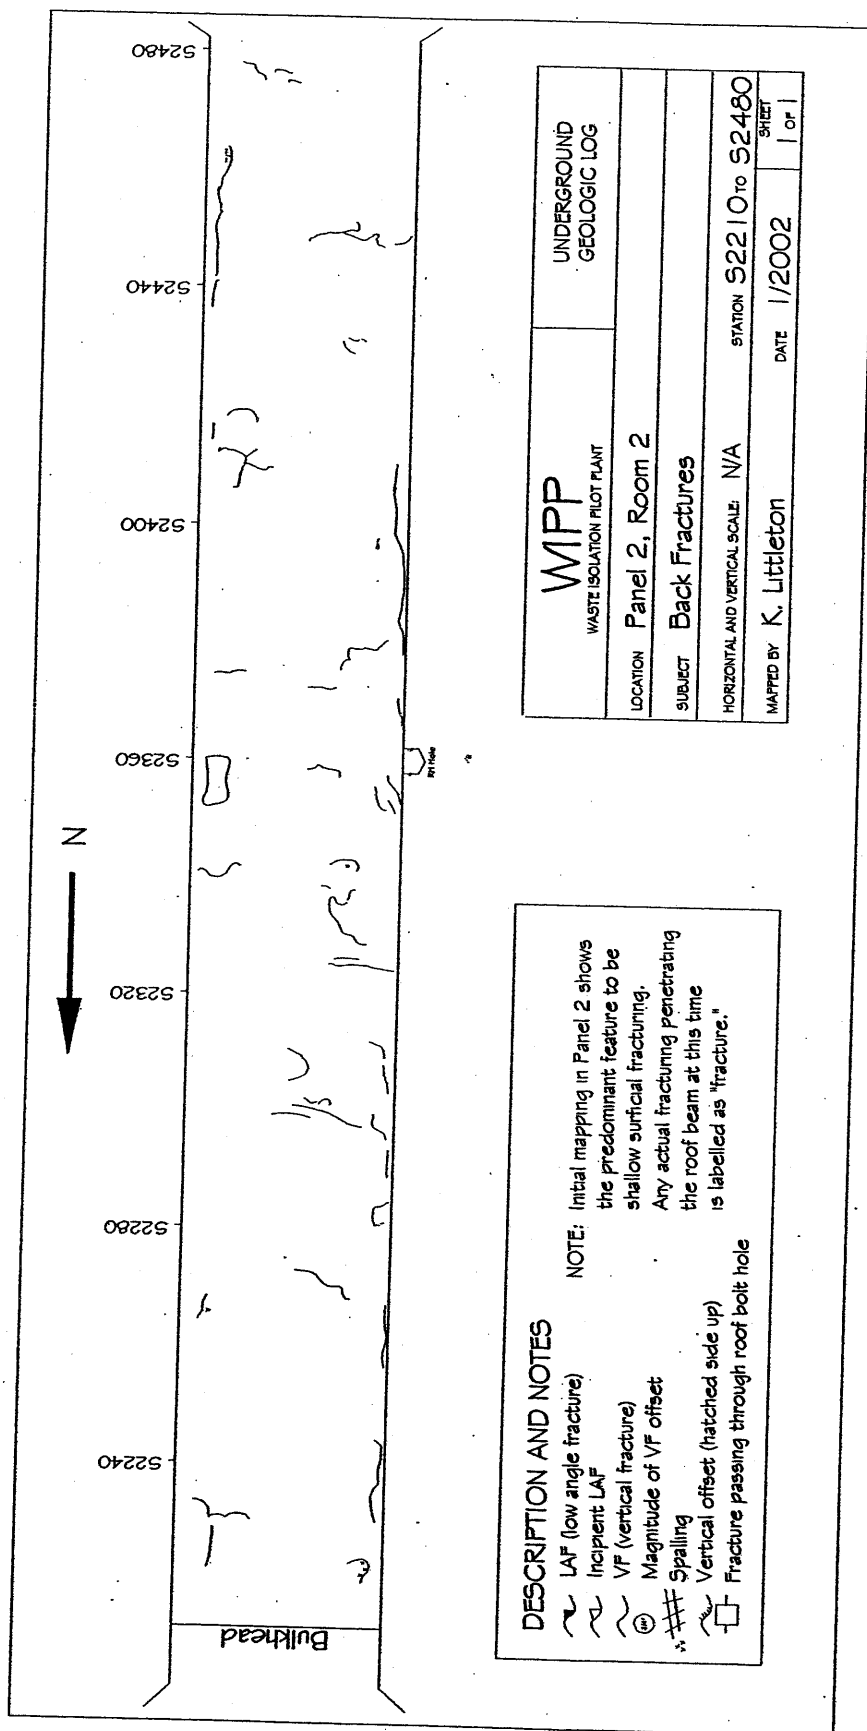 S2480
S2440
S2400
S2360
S2320
S2280
S2240
Bulkhead
N
RH Hole
DESCRIPTION AND NOTES
LAF (low angle fracture)
Incipient LAF
VF (vertical fracture)
Magnitude of VF offset
Spalling
Vertical offset (hatched side up)
Fracture passing through roof bolt hole
NOTE: Initial mapping in Panel 2 shows
the predominant feature to be
shallow surficial fracturing.
Any actual fracturing penetrating
the roof beam at this time
is labelled as "fracture."
WIPP
WASTE ISOLATION PILOT PLANT
UNDERGROUND
GEOLOGIC LOG
LOCATION Panel 2, Room 2
SUBJECT Back Fractures
HORIZONTAL AND VERTICAL SCALE: N/A
STATION S2210 TO S2480
MAPPED BY K. Littleton
DATE 1/2002
SHEET
1 OF 1